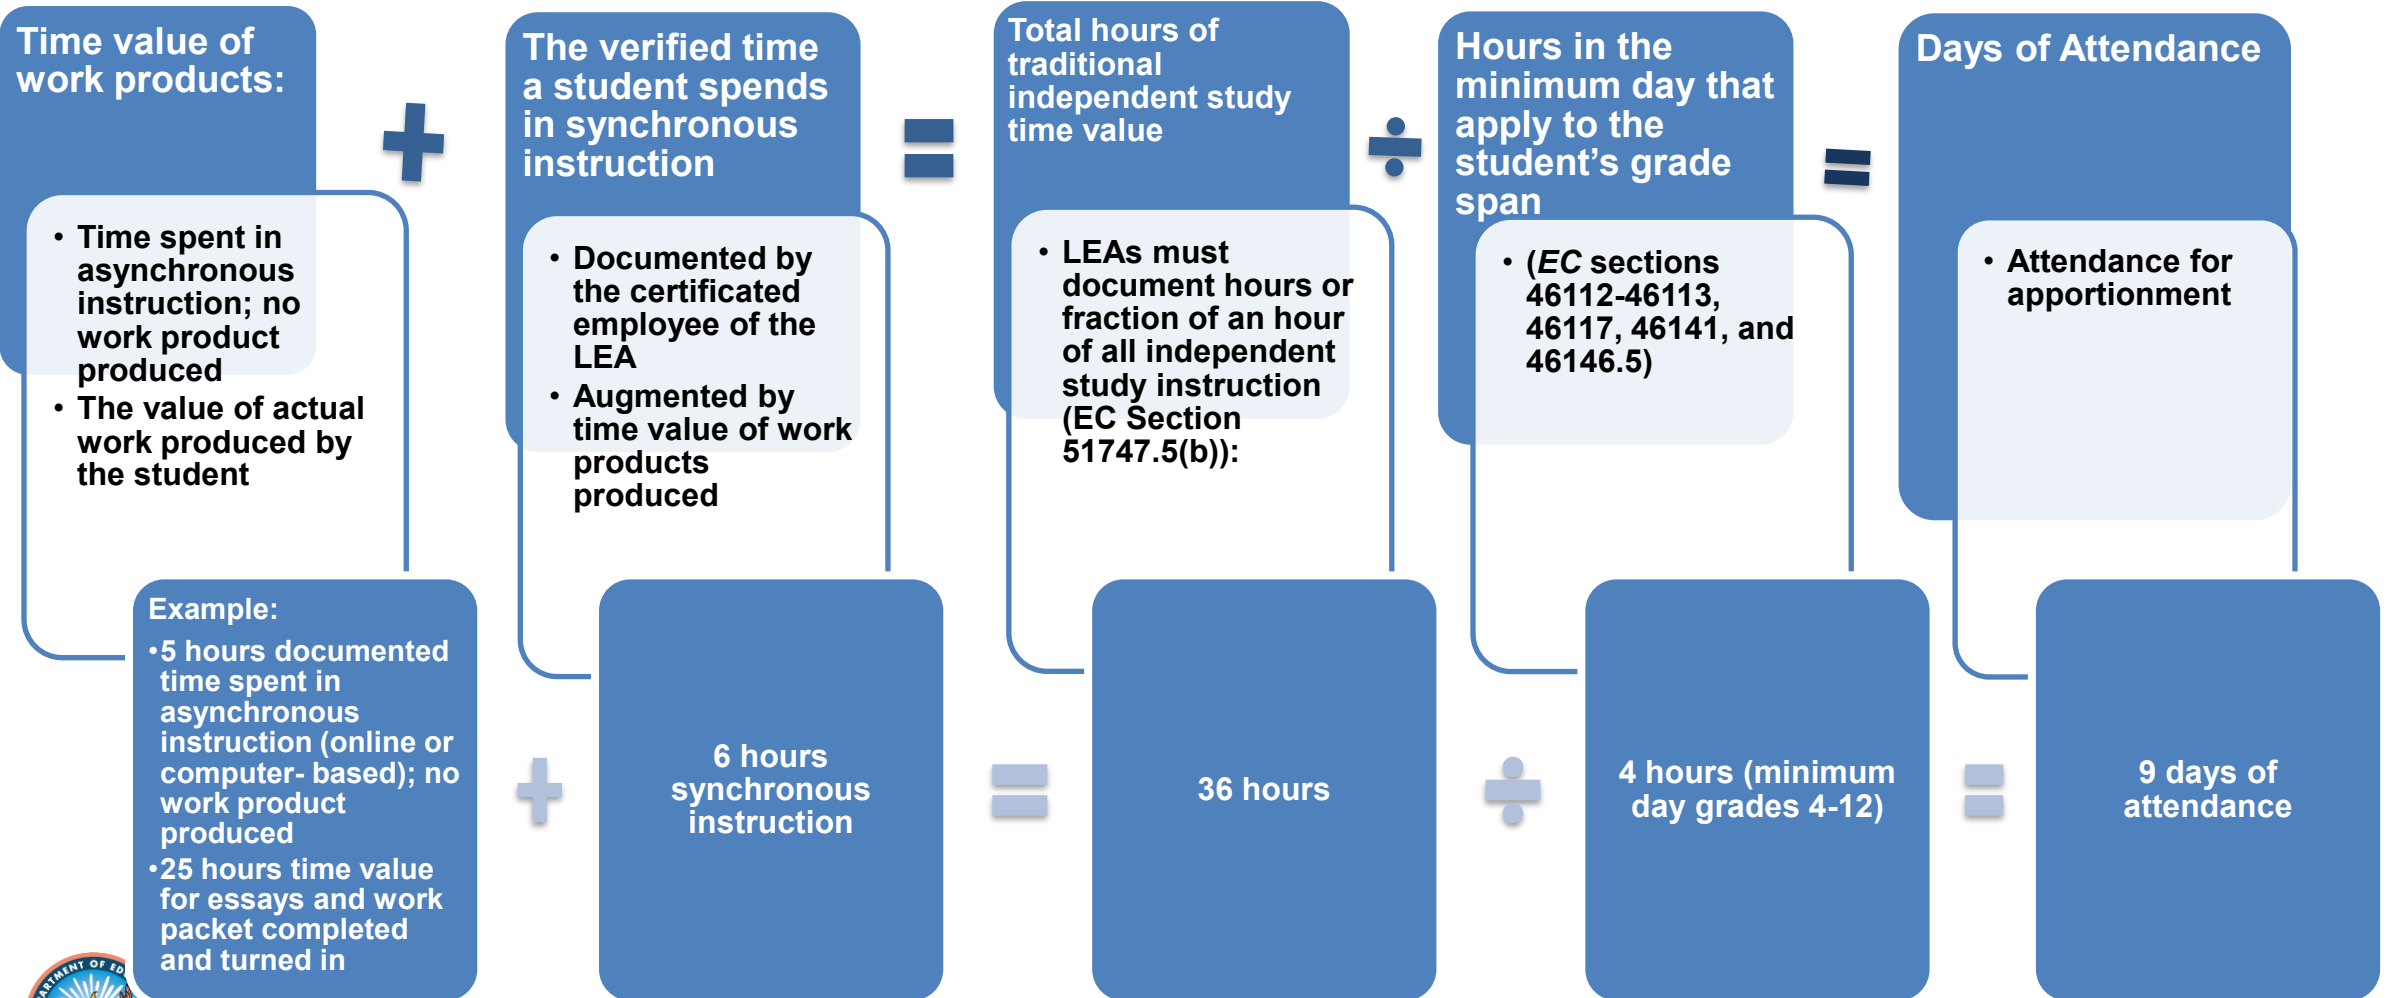 Time value of
work products:
• Time spent in
asynchronous
instruction; no
work product
produced
• The value of actual
work produced by
the student
+
The verified time
a student spends
in synchronous
instruction
• Documented by
the certificated
employee of the
LEA
• Augmented by
time value of work
products
produced
=
Total hours of
traditional
independent study
time value
• LEAs must
document hours or
fraction of an hour
of all independent
study instruction
(EC Section
51747.5(b)):
÷
Hours in the
minimum day that
apply to the
student’s grade
span
• (EC sections
46112-46113,
46117, 46141, and
46146.5)
=
Days of Attendance
• Attendance for
apportionment
Example:
•5 hours documented
time spent in
asynchronous
instruction (online or
computer- based); no
work product
produced
•25 hours time value
for essays and work
packet completed
and turned in
+
6 hours
synchronous
instruction
=
36 hours
÷
4 hours (minimum
day grades 4-12)
=
9 days of
attendance